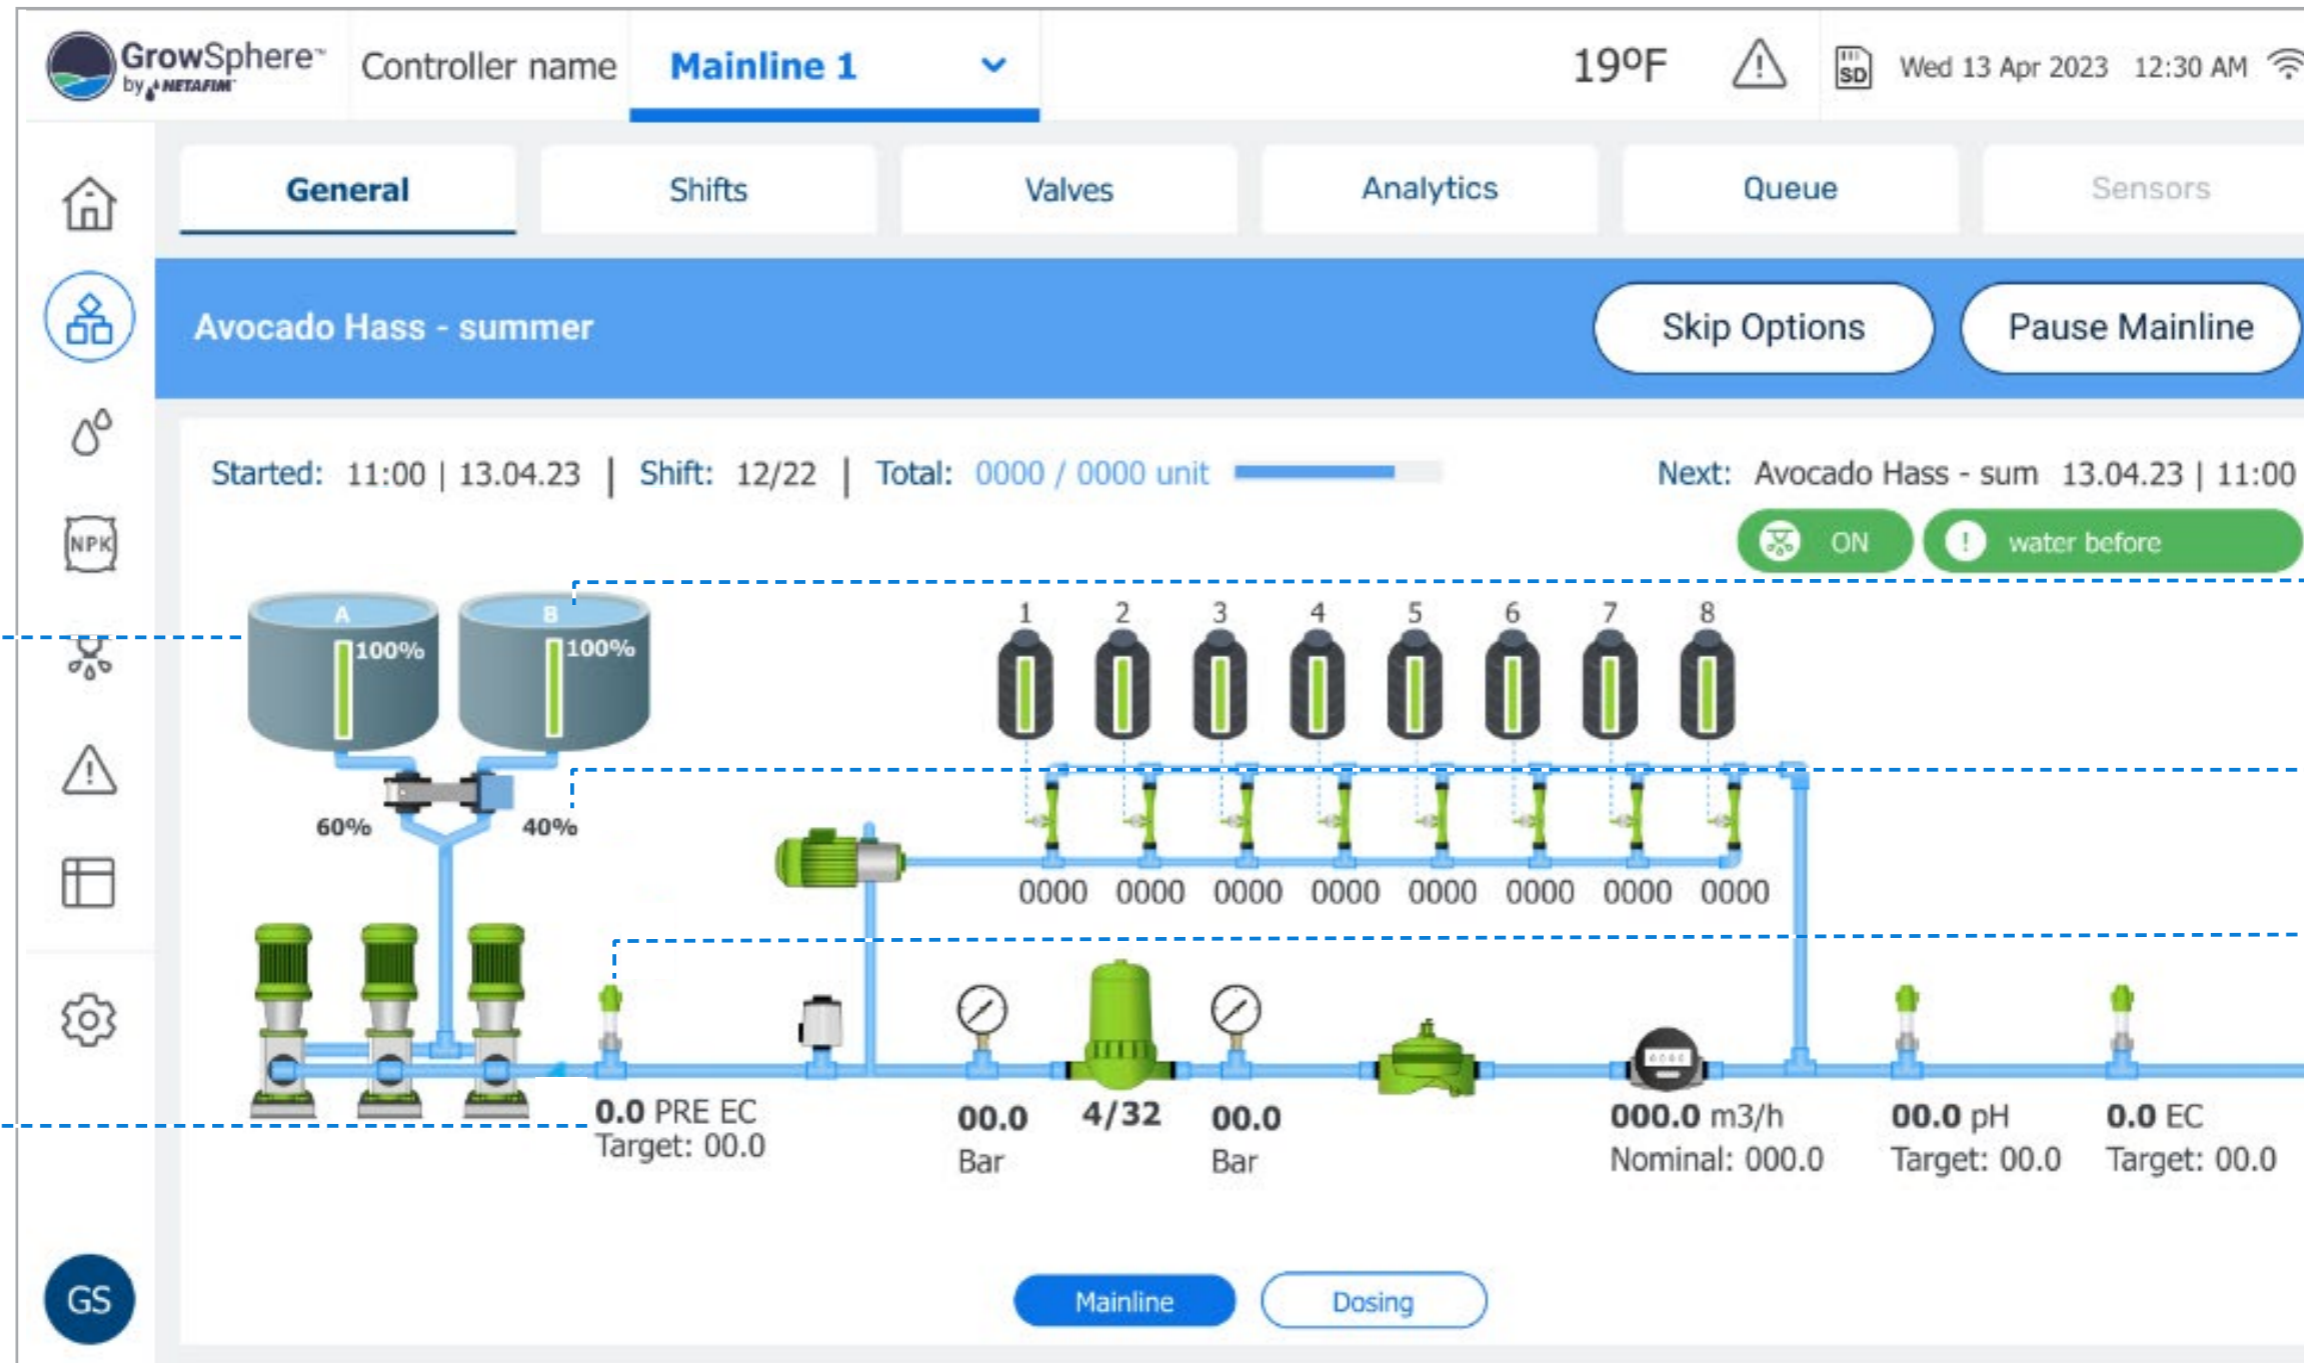 GrowSphere™
by NETAFIM™
Controller name
Mainline 1
19ºF
SD
Wed 13 Apr 2023 12:30 AM
General
Shifts
Valves
Analytics
Queue
Sensors
Avocado Hass - summer
Skip Options
Pause Mainline
NPK
Started: 11:00 | 13.04.23 | Shift: 12/22 | Total: 0000 / 0000 unit
Next: Avocado Hass - sum 13.04.23 | 11:00
ON
! water before
A
100%
B
100%
1 2 3 4 5 6 7 8
60%
40%
0000 0000 0000 0000 0000 0000 0000 0000
0.0 PRE EC
Target: 00.0
00.0
Bar
4/32
00.0
Bar
0000
000.0 m3/h
Nominal: 000.0
00.0 pH
Target: 00.0
0.0 EC
Target: 00.0
GS
Mainline
Dosing